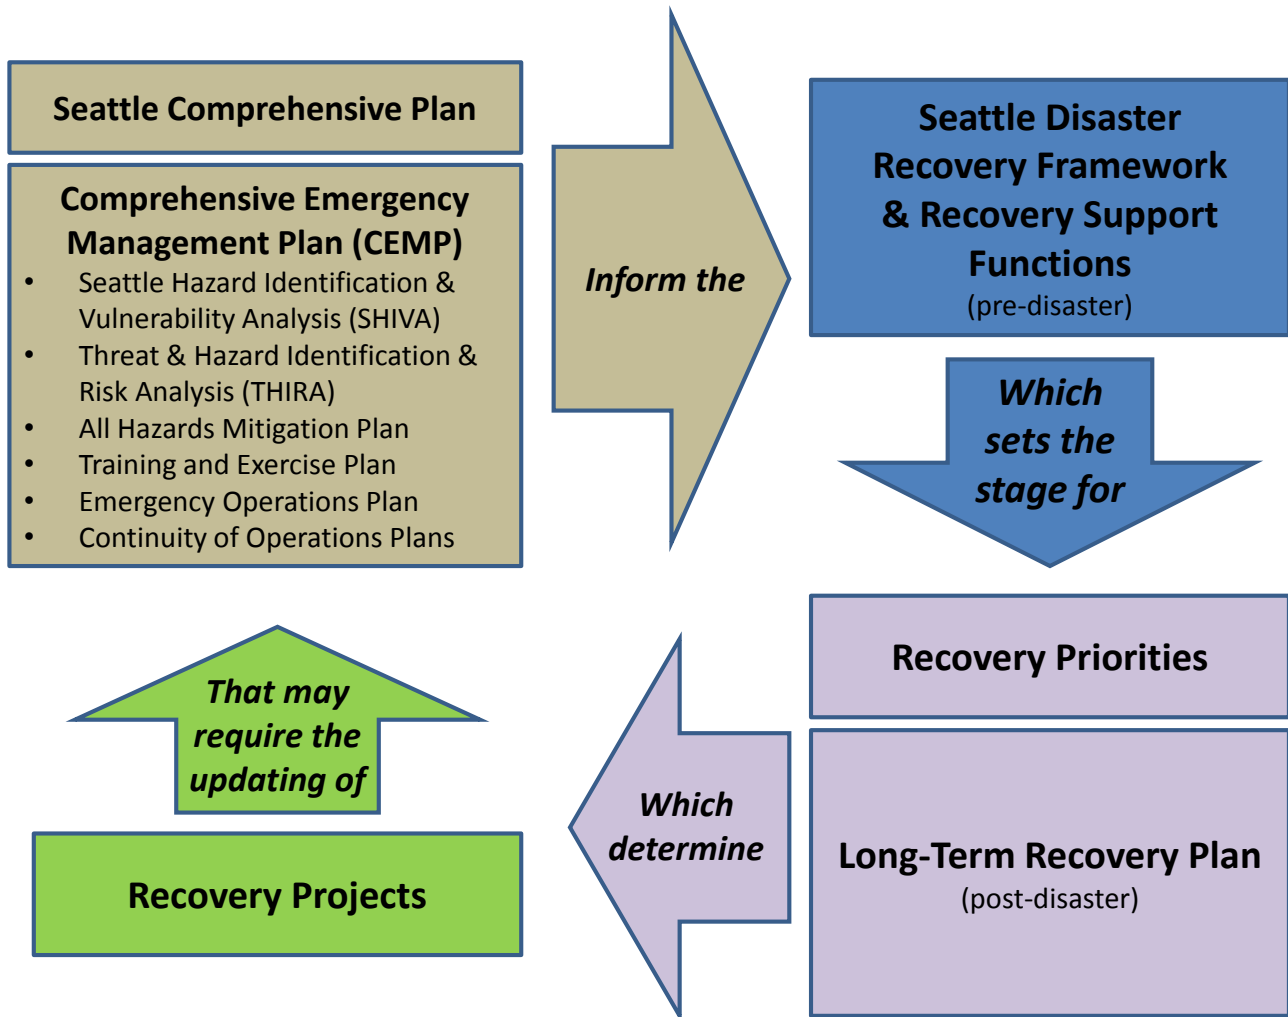 Seattle Comprehensive Plan
Comprehensive Emergency
Management Plan (CEMP)
• Seattle Hazard Identification &
Vulnerability Analysis (SHIVA)
• Threat & Hazard Identification &
Risk Analysis (THIRA)
• All Hazards Mitigation Plan
• Training and Exercise Plan
• Emergency Operations Plan
• Continuity of Operations Plans
Inform the
Seattle Disaster
Recovery Framework
& Recovery Support
Functions
(pre-disaster)
Which
sets the
stage for
Recovery Priorities
Long-Term Recovery Plan
(post-disaster)
Which
determine
Recovery Projects
That may
require the
updating of